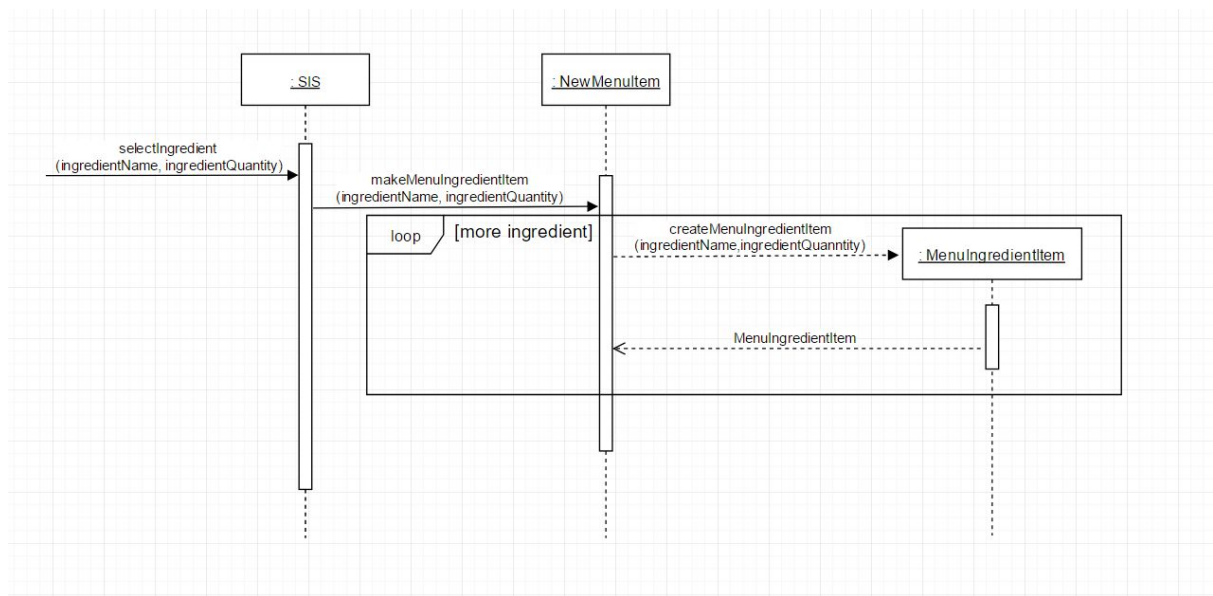 : SIS
: NewMenuItem
selectIngredient
(ingredientName, ingredientQuantity)
makeMenuIngredientItem
(ingredientName, ingredientQuantity)
loop
[more ingredient]
createMenuIngredientItem
(ingredientName,ingredientQuanntity)
: MenuIngredientItem
MenuIngredientItem